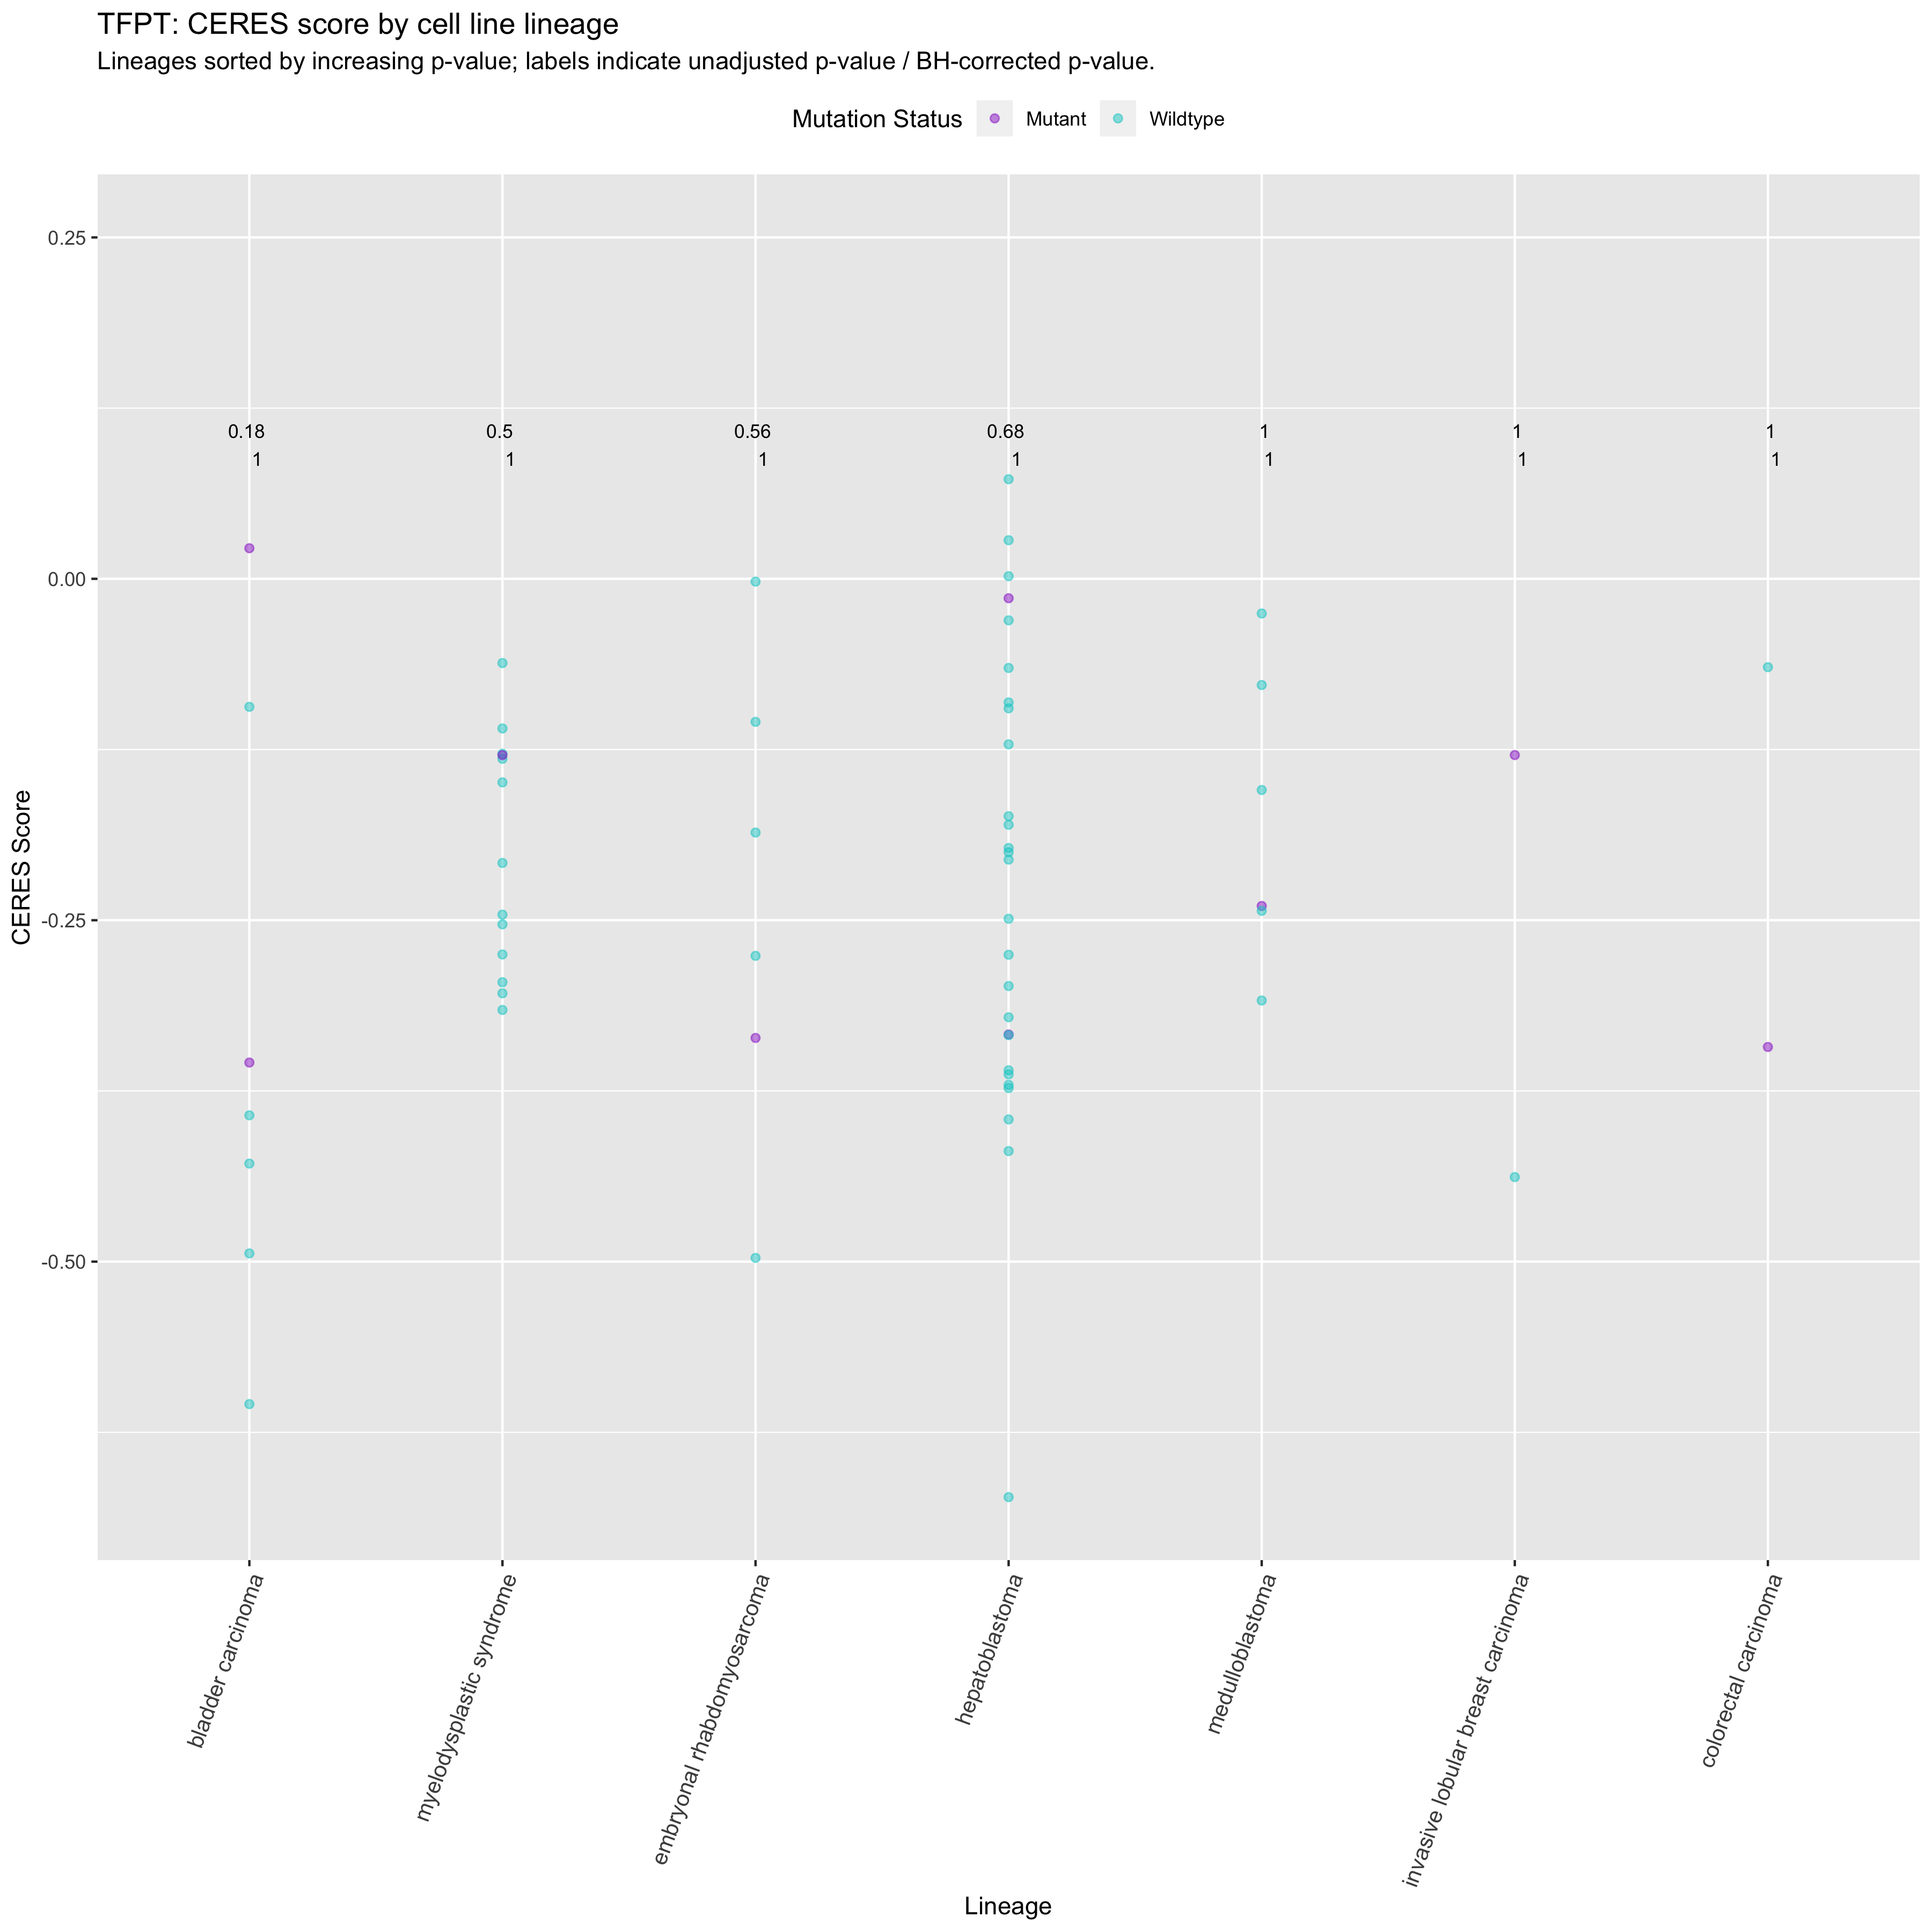 TFPT: CERES score by cell line lineage
Lineages sorted by increasing p-value; labels indicate unadjusted p-value / BH-corrected p-value.
Mutation Status Mutant Wildtype
0.25
0.18 0.5 0.56 0.68 1 1 1
1 1 1 1 1 1 1
0.00
-0.25
-0.50
CERES Score
bladder carcinoma
myelodysplastic syndrome
embryonal rhabdomyosarcoma
hepatoblastoma
medulloblastoma
invasive lobular breast carcinoma
colorectal carcinoma
Lineage